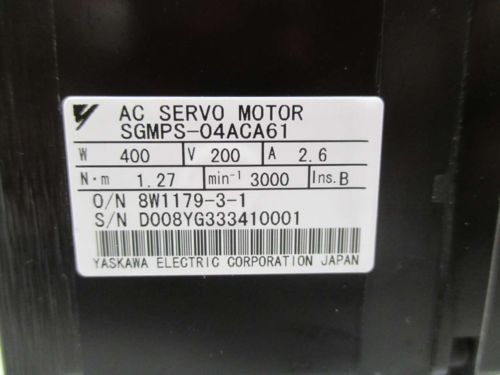 AC SERVO MOTOR
SGMPS-04ACA61
W 400 V 200 A 2.6
N·m 1.27 min-1 3000 Ins. B
O/N 8W1179-3-1
S/N D008YG333410001
YASKAWA ELECTRIC CORPORATION JAPAN